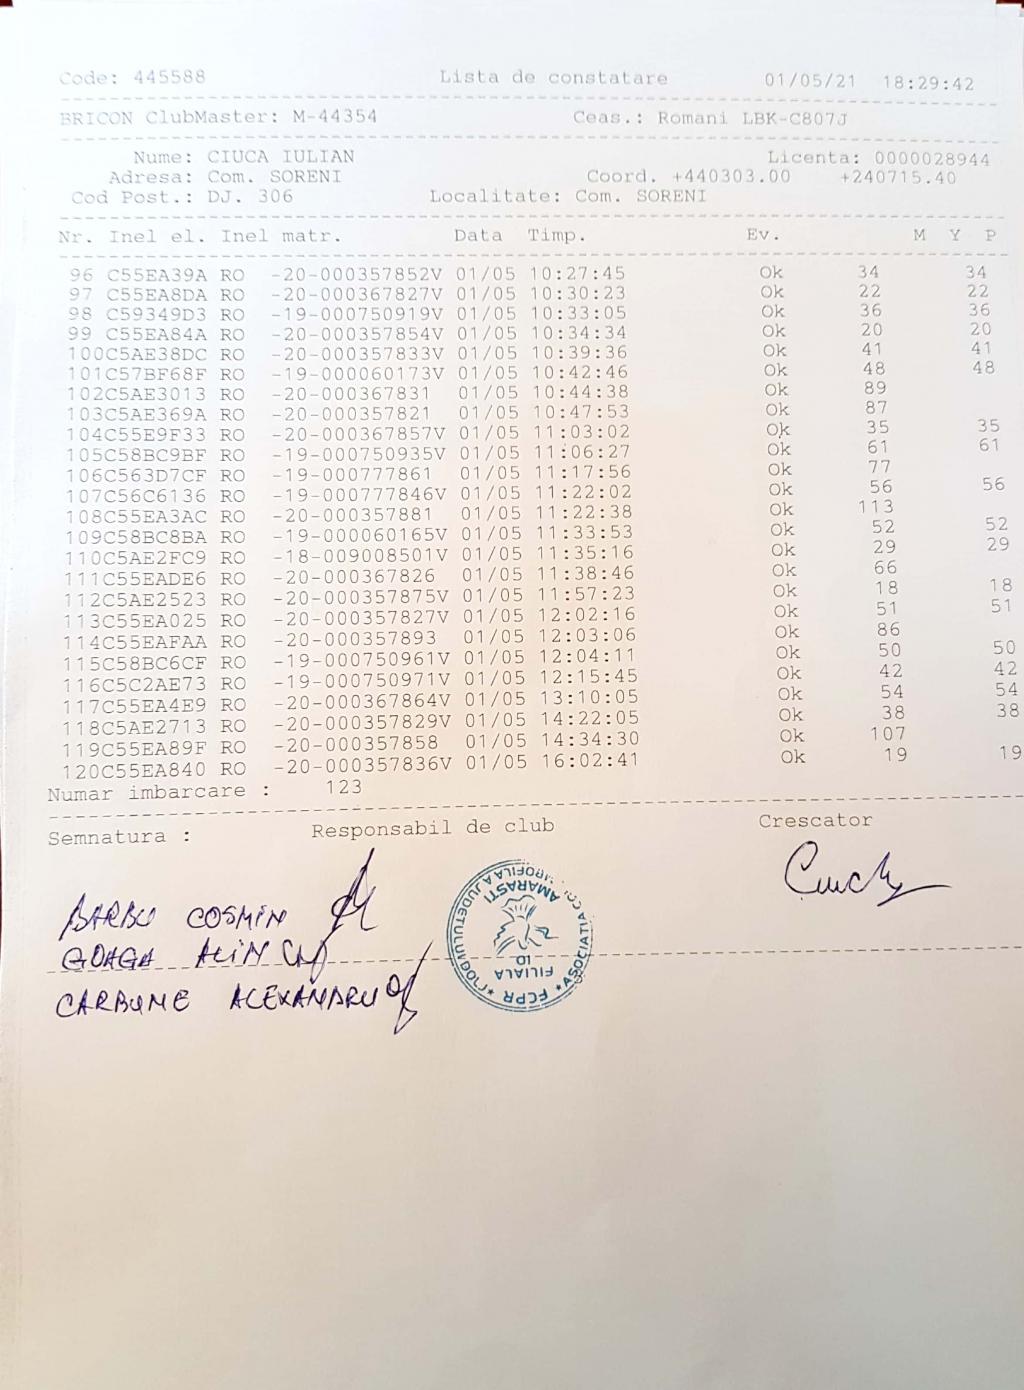 Code: 445588 Lista de constatare 01/05/21 18:29:42
BRICON ClubMaster: M-44354 Ceas.: Romani LBK-C807J
Nume: CIUCA IULIAN Licenta: 0000028944
Adresa: Com. SORENI Coord. +440303.00 +240715.40
Cod Post.: DJ. 306 Localitate: Com. SORENI
Nr. Inel el. Inel matr. Data Timp. Ev. M Y P
96 C55EA39A RO -20-000357852V 01/05 10:27:45 Ok 34 34
97 C55EA8DA RO -20-000367827V 01/05 10:30:23 Ok 22 22
98 C59349D3 RO -19-000750919V 01/05 10:33:05 Ok 36 36
99 C55EA84A RO -20-000357854V 01/05 10:34:34 Ok 20 20
100C5AE38DC RO -20-000357833V 01/05 10:39:36 Ok 41 41
101C57BF68F RO -19-000060173V 01/05 10:42:46 Ok 48 48
102C5AE3013 RO -20-000367831 01/05 10:44:38 Ok 89
103C5AE369A RO -20-000357821 01/05 10:47:53 Ok 87
104C55E9F33 RO -20-000367857V 01/05 11:03:02 Ok 35 35
105C58BC9BF RO -19-000750935V 01/05 11:06:27 Ok 61 61
106C563D7CF RO -19-000777861 01/05 11:17:56 Ok 77
107C56C6136 RO -19-000777846V 01/05 11:22:02 Ok 56 56
108C55EA3AC RO -20-000357881 01/05 11:22:38 Ok 113
109C58BC8BA RO -19-000060165V 01/05 11:33:53 Ok 52 52
110C5AE2FC9 RO -18-009008501V 01/05 11:35:16 Ok 29 29
111C55EADE6 RO -20-000367826 01/05 11:38:46 Ok 66
112C5AE2523 RO -20-000357875V 01/05 11:57:23 Ok 18 18
113C55EA025 RO -20-000357827V 01/05 12:02:16 Ok 51 51
114C55EAFAA RO -20-000357893 01/05 12:03:06 Ok 86
115C58BC6CF RO -19-000750961V 01/05 12:04:11 Ok 50 50
116C5C2AE73 RO -19-000750971V 01/05 12:15:45 Ok 42 42
117C55EA4E9 RO -20-000367864V 01/05 13:10:05 Ok 54 54
118C5AE2713 RO -20-000357829V 01/05 14:22:05 Ok 38 38
119C55EA89F RO -20-000357858 01/05 14:34:30 Ok 107
120C55EA840 RO -20-000357836V 01/05 16:02:41 Ok 19 19
Numar imbarcare : 123
Semnatura : Responsabil de club Crescator
BARBU COSMIN
GOAGA ALIN
CARBUNE ALEXANDRU
FCPR * ASOCIATIA COLUMBOFILA A JUDETULUI DOLJ *
AMARASTI
FILIALA
10